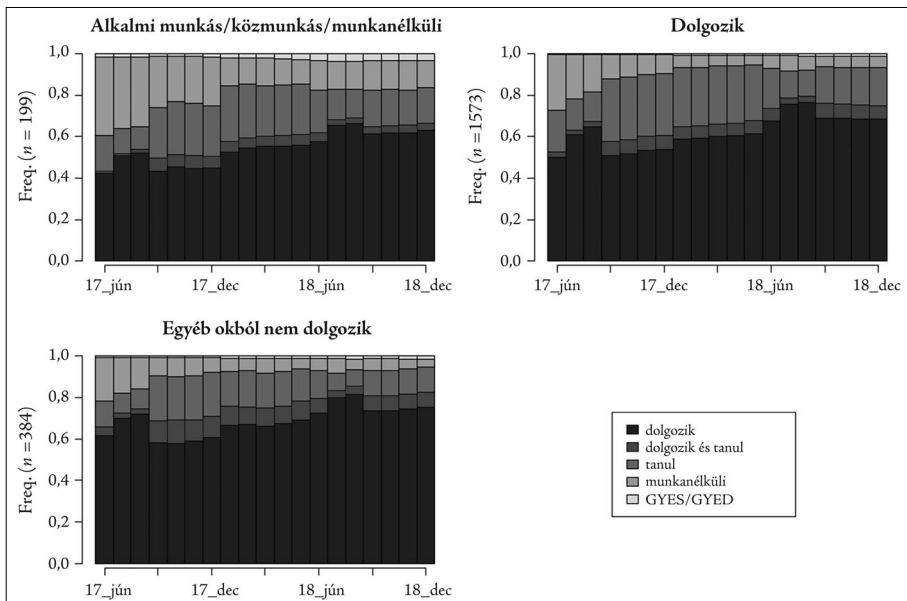 Alkalmi munkás/közmunkás/munkanélküli
Freq. (n = 199)
1,0
0,8
0,6
0,4
0,2
0,0
17_jún 17_dec 18_jún 18_dec
Dolgozik
Freq. (n = 1573)
1,0
0,8
0,6
0,4
0,2
0,0
17_jún 17_dec 18_jún 18_dec
Egyéb okból nem dolgozik
Freq. (n = 384)
1,0
0,8
0,6
0,4
0,2
0,0
17_jún 17_dec 18_jún 18_dec
dolgozik
dolgozik és tanul
tanul
munkanélküli
GYES/GYED